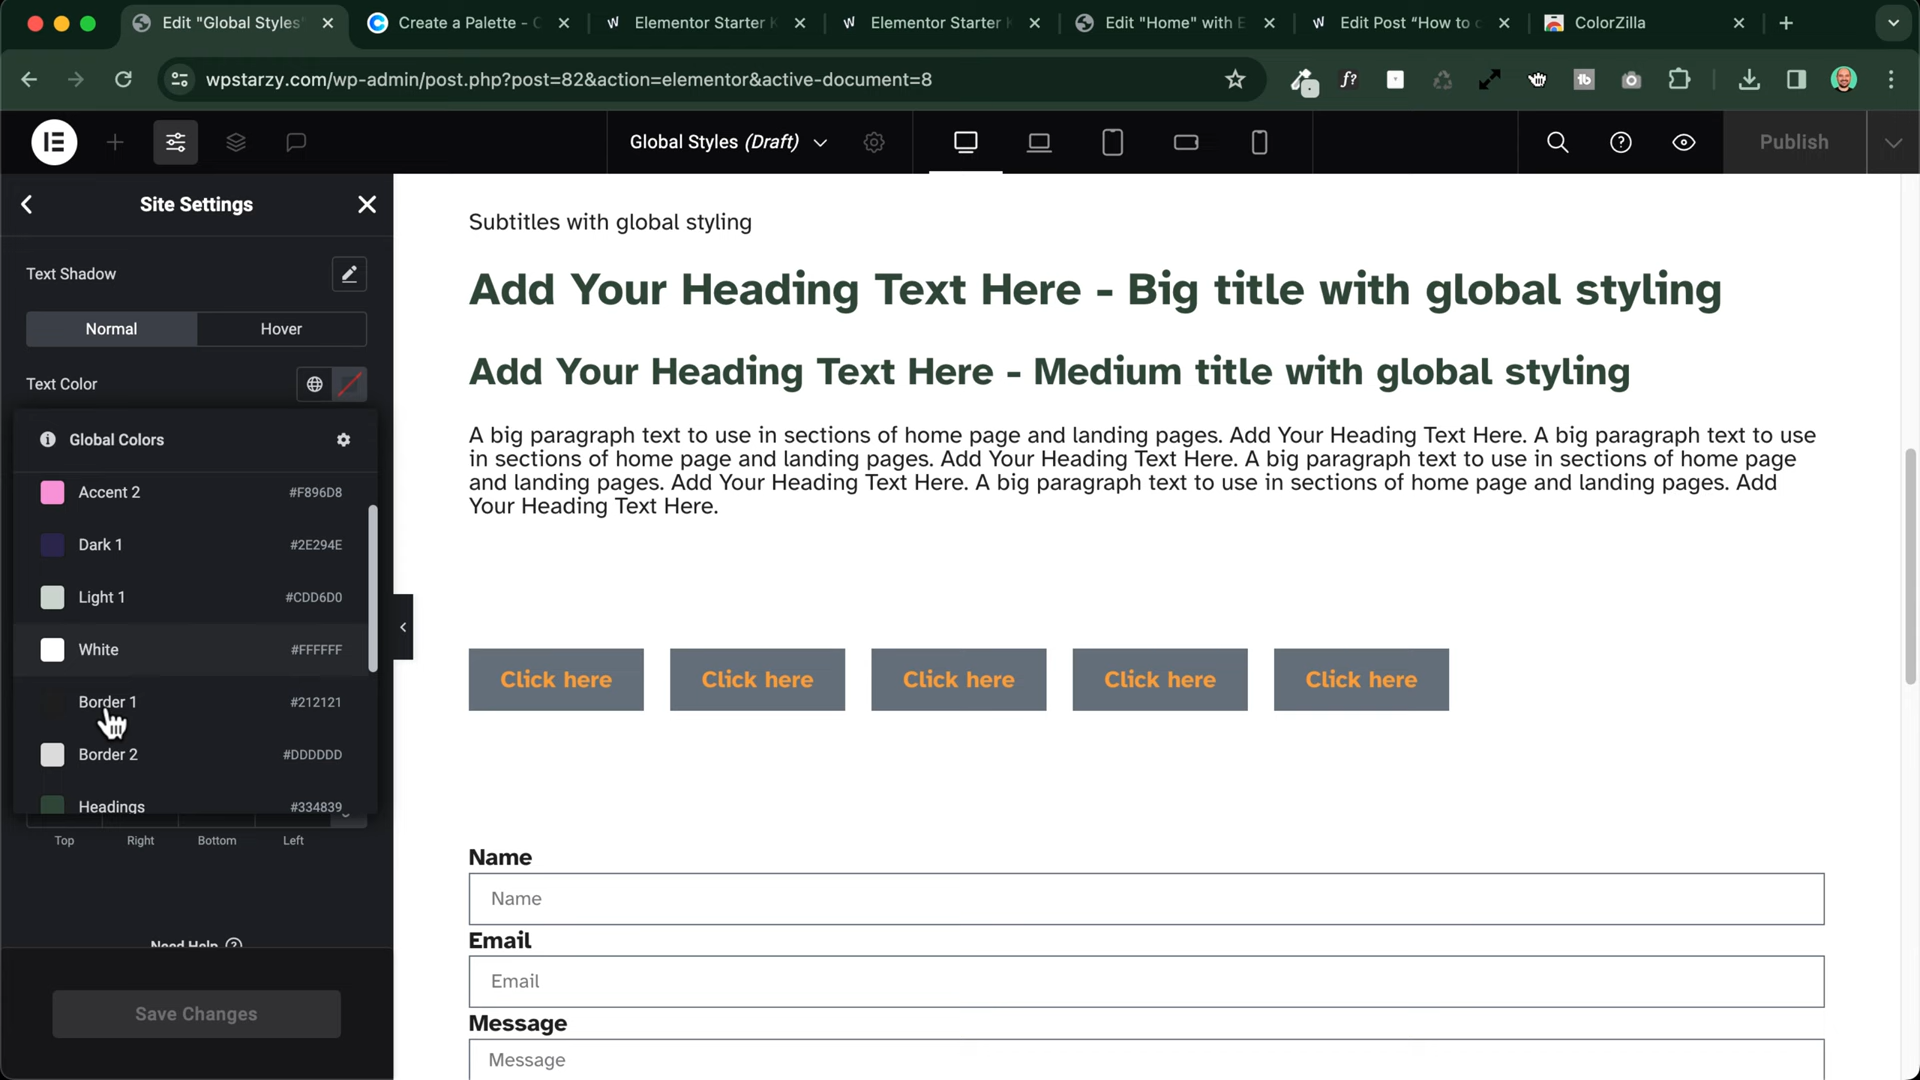 Edit "Global Styles"
Create a Palette - C
Elementor Starter K
Elementor Starter K
Edit "Home" with E
Edit Post “How to c
ColorZilla
wpstarzy.com/wp-admin/post.php?post=82&action=elementor&active-document=8
f?
tb
Global Styles (Draft)
Publish
Site Settings
Text Shadow
Normal
Hover
Text Color
Global Colors
Accent 2
#F896D8
Dark 1
#2E294E
Light 1
#CDD6D0
White
#FFFFFF
Border 1
#212121
Border 2
#DDDDDD
Headings
#334839
Top
Right
Bottom
Left
Need Help
Save Changes
Subtitles with global styling
Add Your Heading Text Here - Big title with global styling
Add Your Heading Text Here - Medium title with global styling
A big paragraph text to use in sections of home page and landing pages. Add Your Heading Text Here. A big paragraph text to use
in sections of home page and landing pages. Add Your Heading Text Here. A big paragraph text to use in sections of home page
and landing pages. Add Your Heading Text Here. A big paragraph text to use in sections of home page and landing pages. Add
Your Heading Text Here.
Click here
Click here
Click here
Click here
Click here
Name
Name
Email
Email
Message
Message